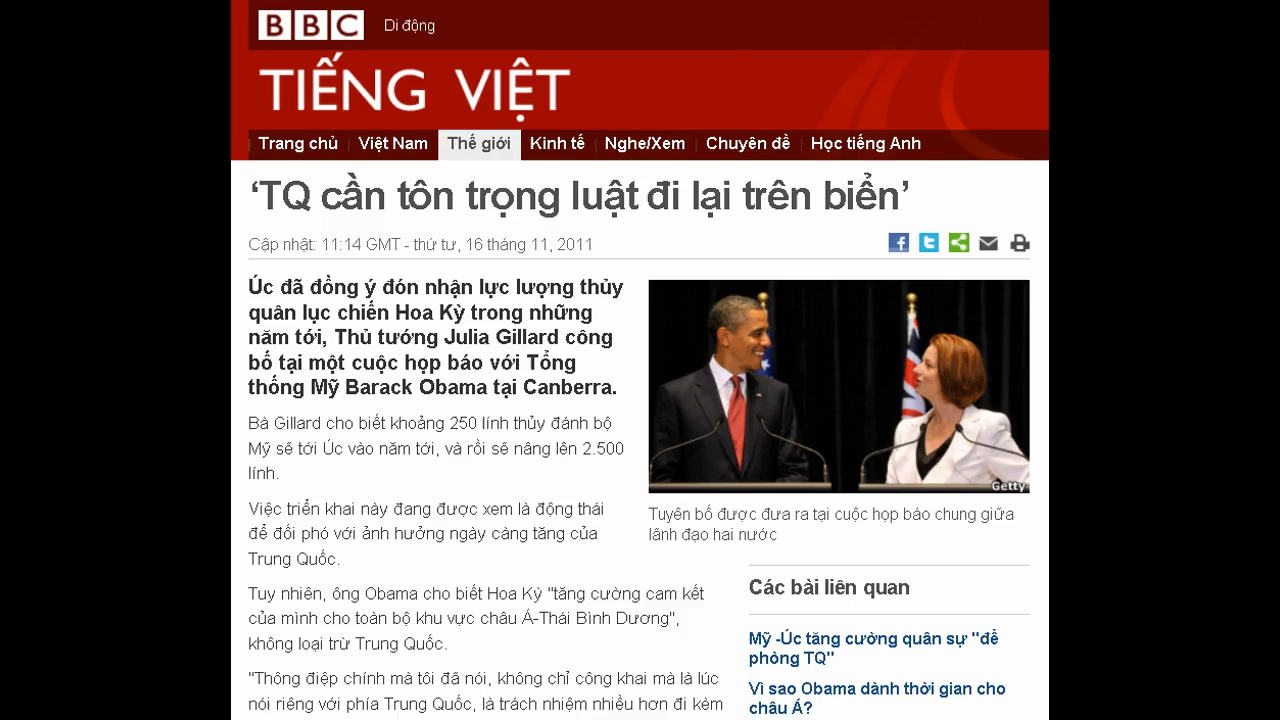 BBC Di động
TIẾNG VIỆT
Trang chủ Việt Nam Thế giới Kinh tế Nghe/Xem Chuyên đề Học tiếng Anh
‘TQ cần tôn trọng luật đi lại trên biển’
Cập nhật: 11:14 GMT - thứ tư, 16 tháng 11, 2011
Úc đã đồng ý đón nhận lực lượng thủy
quân lục chiến Hoa Kỳ trong những
năm tới, Thủ tướng Julia Gillard công
bố tại một cuộc họp báo với Tổng
thống Mỹ Barack Obama tại Canberra.
Bà Gillard cho biết khoảng 250 lính thủy đánh bộ
Mỹ sẽ tới Úc vào năm tới, và rồi sẽ nâng lên 2.500
lính.
Việc triển khai này đang được xem là động thái
để đối phó với ảnh hưởng ngày càng tăng của
Trung Quốc.
Tuy nhiên, ông Obama cho biết Hoa Kỳ "tăng cường cam kết
của mình cho toàn bộ khu vực châu Á-Thái Bình Dương",
không loại trừ Trung Quốc.
"Thông điệp chính mà tôi đã nói, không chỉ công khai mà là lúc
nói riêng với phía Trung Quốc, là trách nhiệm nhiều hơn đi kèm
Getty
Tuyên bố được đưa ra tại cuộc họp báo chung giữa
lãnh đạo hai nước
Các bài liên quan
Mỹ -Úc tăng cường quân sự "để
phòng TQ"
Vì sao Obama dành thời gian cho
châu Á?